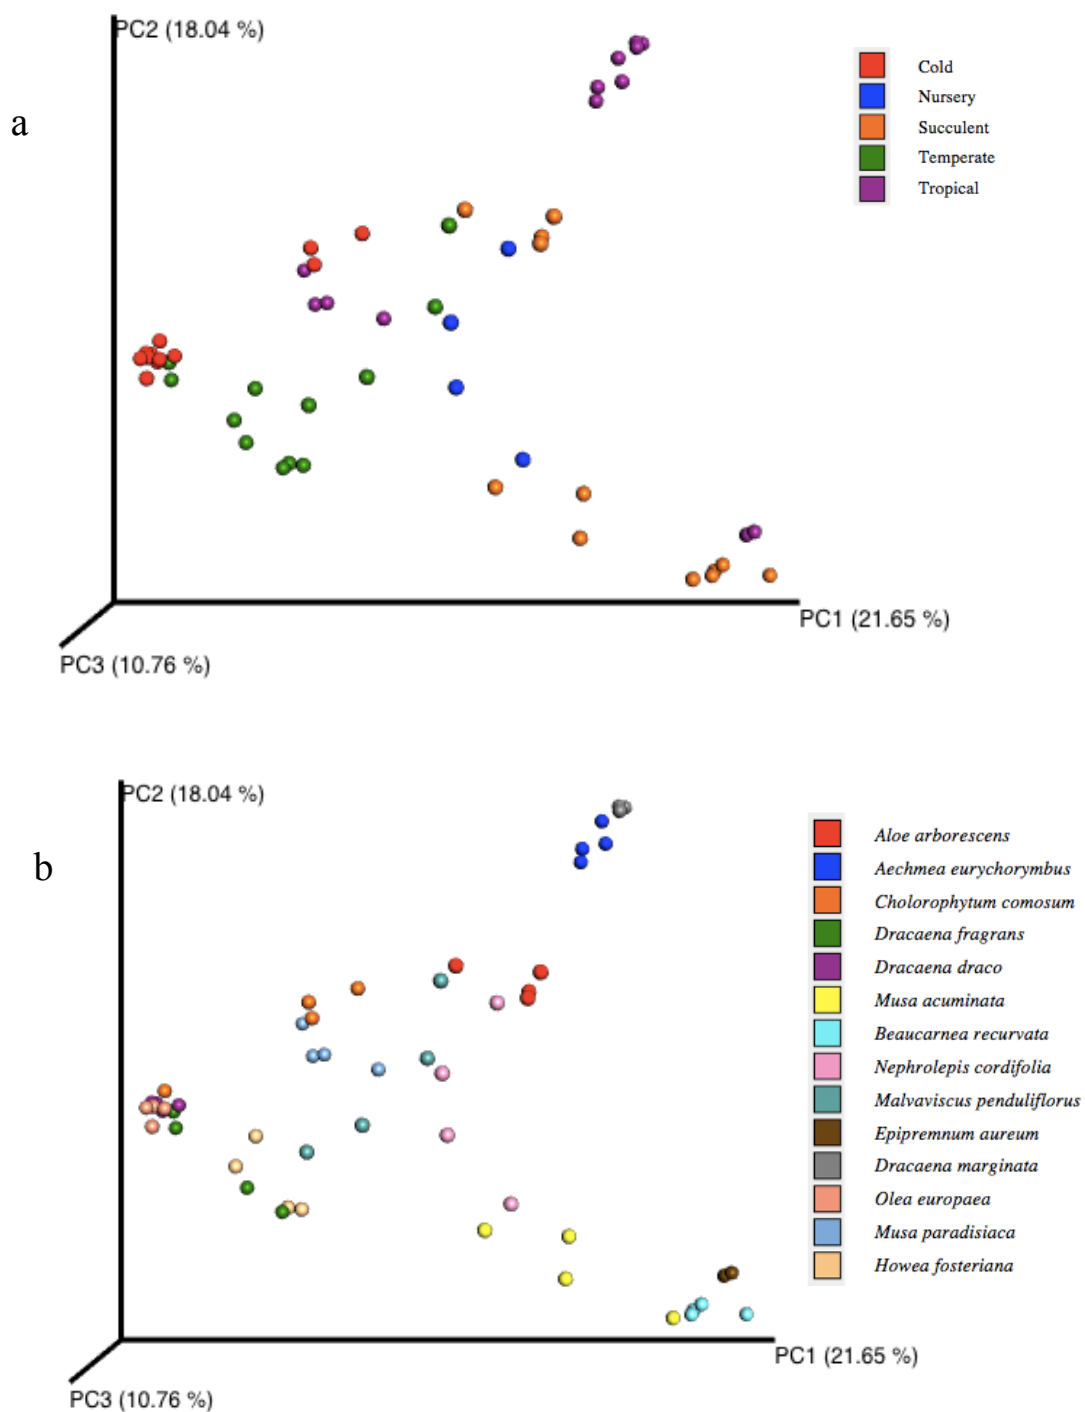 PC2 (18.04 %)
a
Cold
Nursery
Succulent
Temperate
Tropical
PC1 (21.65 %)
PC3 (10.76 %)
PC2 (18.04 %)
b
Aloe arborescens
Aechmea eurychorymbus
Cholorophytum comosum
Dracaena fragrans
Dracaena draco
Musa acuminata
Beaucarnea recurvata
Nephrolepis cordifolia
Malvaviscus penduliflorus
Epipremnum aureum
Dracaena marginata
Olea europaea
Musa paradisiaca
Howea fosteriana
PC1 (21.65 %)
PC3 (10.76 %)